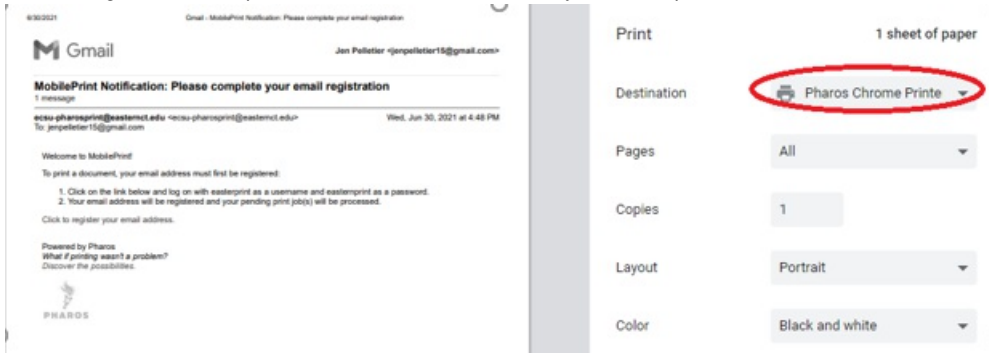 6/30/2021
Gmail - MobilePrint Notification: Please complete your email registration
Gmail
Jen Pelletier <jenpelletier15@gmail.com>
MobilePrint Notification: Please complete your email registration
1 message
ecsu-pharosprint@easternct.edu <ecsu-pharosprint@easternct.edu>
Wed, Jun 30, 2021 at 4:48 PM
To: jenpelletier15@gmail.com
Welcome to MobilePrint!
To print a document, your email address must first be registered:
1. Click on the link below and log on with easterprint as a username and easternprint as a password.
2. Your email address will be registered and your pending print job(s) will be processed.
Click to register your email address.
Powered by Pharos
What if printing wasn't a problem?
Discover the possibilities.
PHAROS
Print
1 sheet of paper
Destination
Pharos Chrome Printe
Pages
All
Copies
1
Layout
Portrait
Color
Black and white